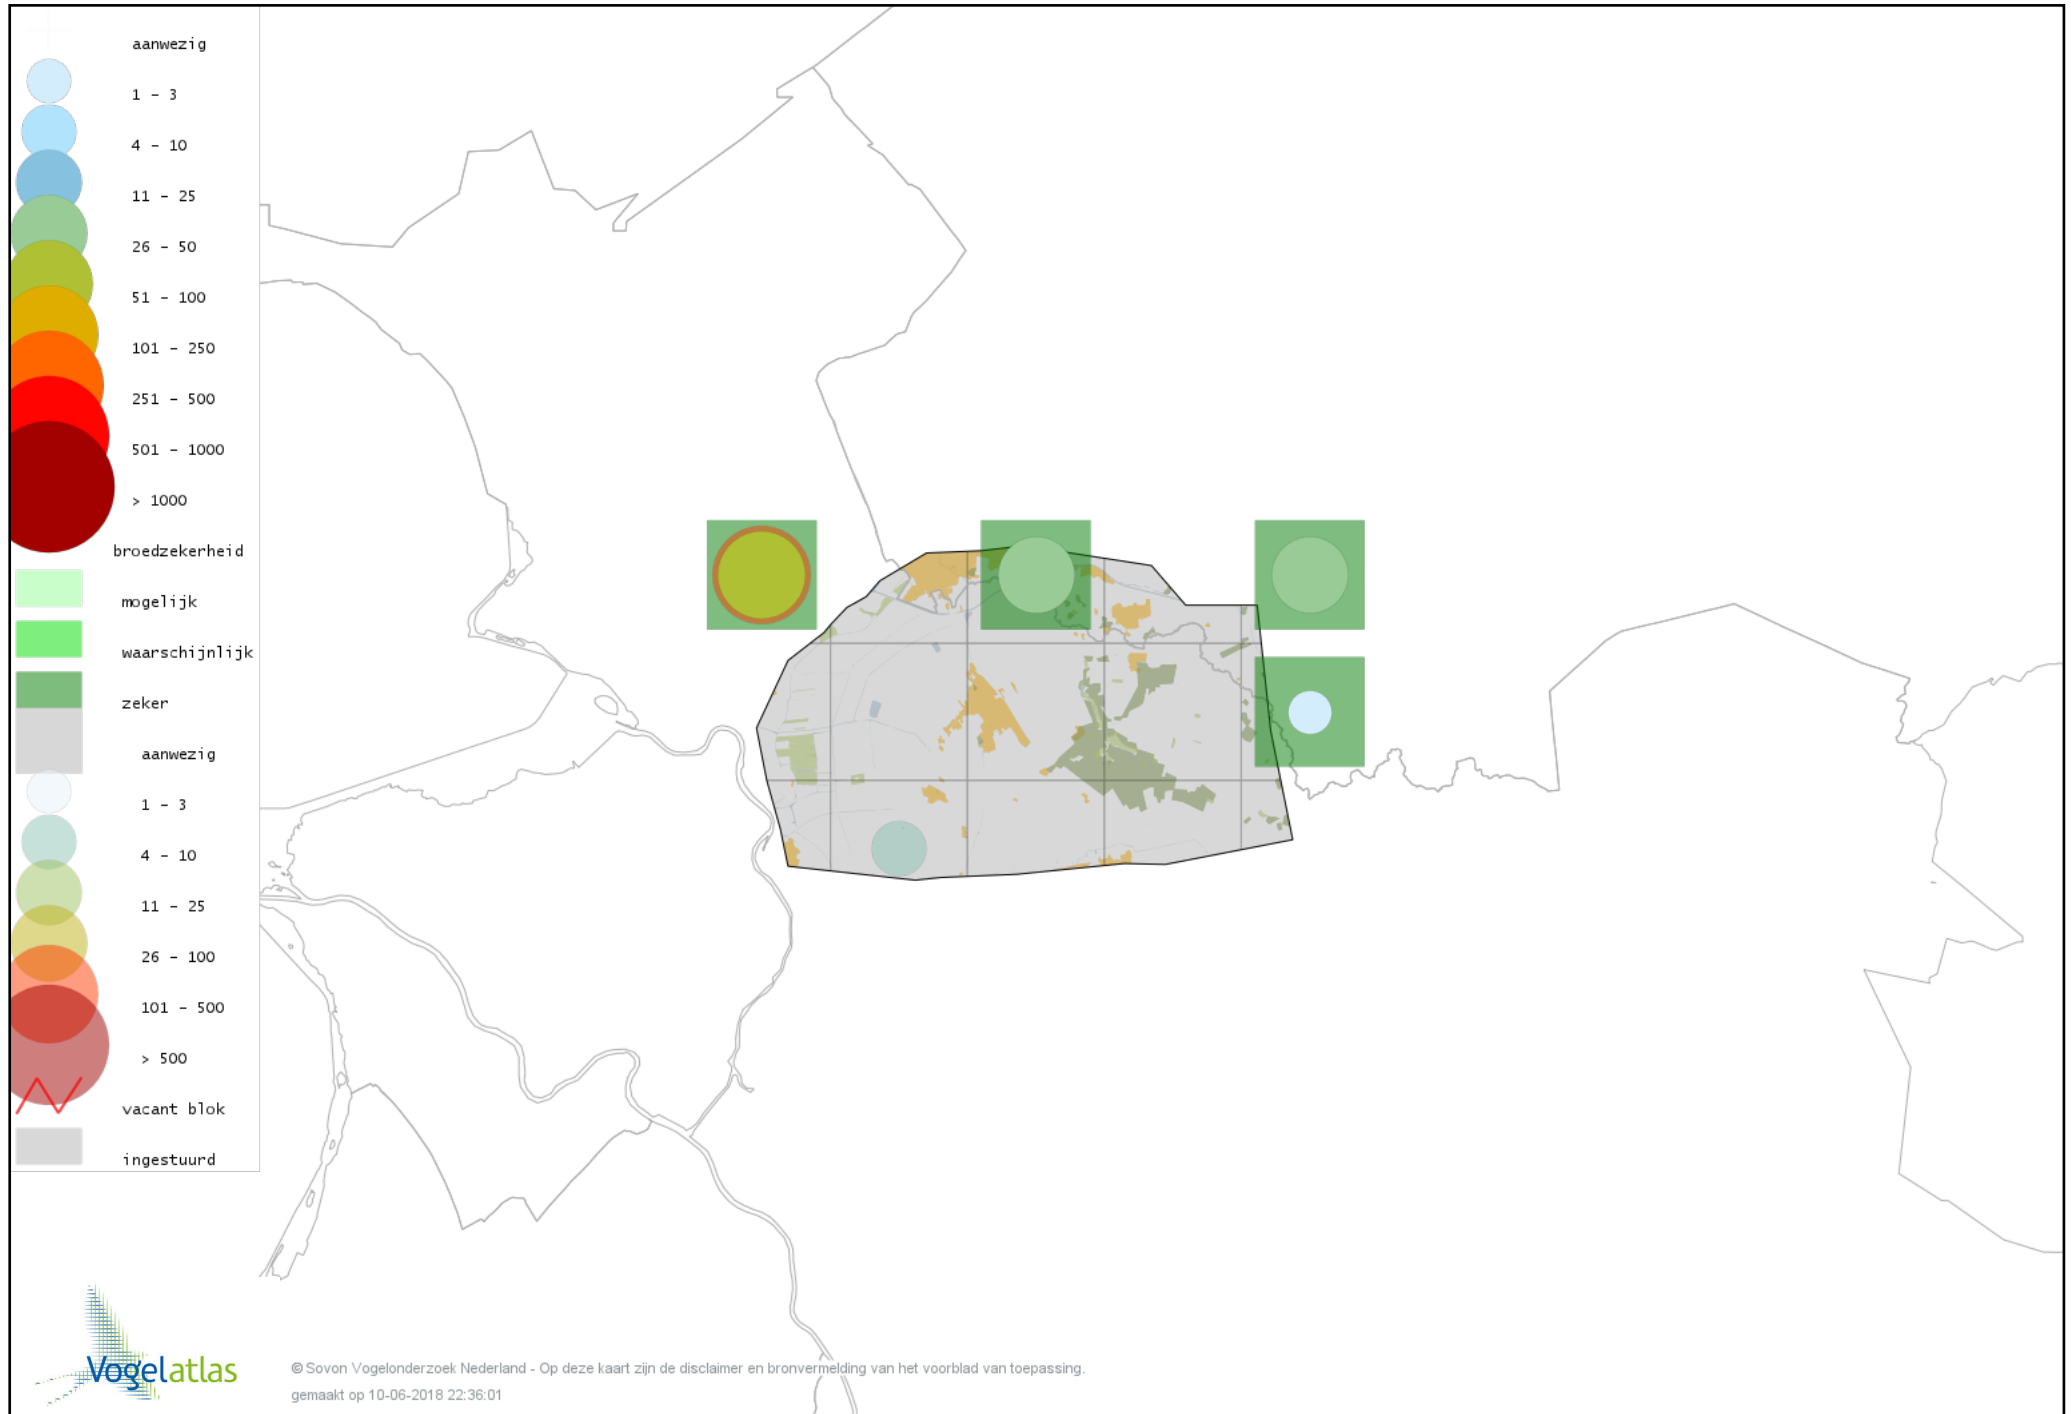 aanwezig
1 - 3
4 - 10
11 - 25
26 - 50
51 - 100
101 - 250
251 - 500
501 - 1000
> 1000
broedzekerheid
mogelijk
waarschijnlijk
zeker
aanwezig
1 - 3
4 - 10
11 - 25
26 - 100
101 - 500
> 500
vacant blok
ingestuurd
Vogelatlas
© Sovon Vogelonderzoek Nederland - Op deze kaart zijn de disclaimer en bronvermelding van het voorblad van toepassing.
gemaakt op 10-06-2018 22:36:01